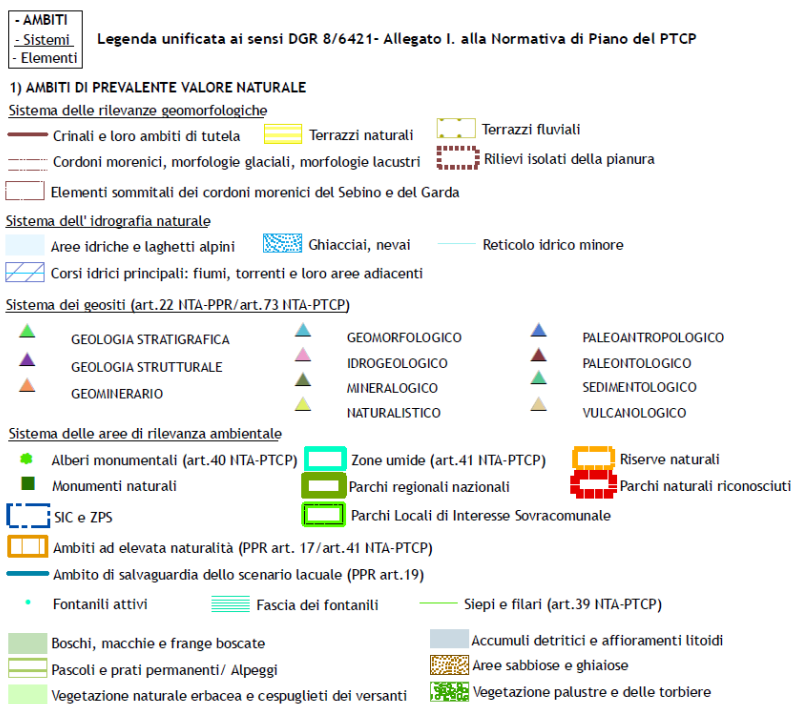 - AMBITI
- Sistemi
- Elementi
Legenda unificata ai sensi DGR 8/6421- Allegato I. alla Normativa di Piano del PTCP
1) AMBITI DI PREVALENTE VALORE NATURALE
Sistema delle rilevanze geomorfologiche
Crinali e loro ambiti di tutela
Terrazzi naturali
Terrazzi fluviali
Cordoni morenici, morfologie glaciali, morfologie lacustri
Rilievi isolati della pianura
Elementi sommitali dei cordoni morenici del Sebino e del Garda
Sistema dell' idrografia naturale
Aree idriche e laghetti alpini
Ghiacciai, nevai
Reticolo idrico minore
Corsi idrici principali: fiumi, torrenti e loro aree adiacenti
Sistema dei geositi (art.22 NTA-PPR/art.73 NTA-PTCP)
GEOLOGIA STRATIGRAFICA
GEOLOGIA STRUTTURALE
GEOMINERARIO
GEOMORFOLOGICO
IDROGEOLOGICO
MINERALOGICO
NATURALISTICO
PALEOANTROPOLOGICO
PALEONTOLOGICO
SEDIMENTOLOGICO
VULCANOLOGICO
Sistema delle aree di rilevanza ambientale
Alberi monumentali (art.40 NTA-PTCP)
Zone umide (art.41 NTA-PTCP)
Riserve naturali
Monumenti naturali
Parchi regionali nazionali
Parchi naturali riconosciuti
SIC e ZPS
Parchi Locali di Interesse Sovracomunale
Ambiti ad elevata naturalità (PPR art. 17/art.41 NTA-PTCP)
Ambito di salvaguardia dello scenario lacuale (PPR art.19)
Fontanili attivi
Fascia dei fontanili
Siepi e filari (art.39 NTA-PTCP)
Boschi, macchie e frange boscate
Accumuli detritici e affioramenti litoidi
Pascoli e prati permanenti/ Alpeggi
Aree sabbiose e ghiaiose
Vegetazione naturale erbacea e cespuglieti dei versanti
Vegetazione palustre e delle torbiere